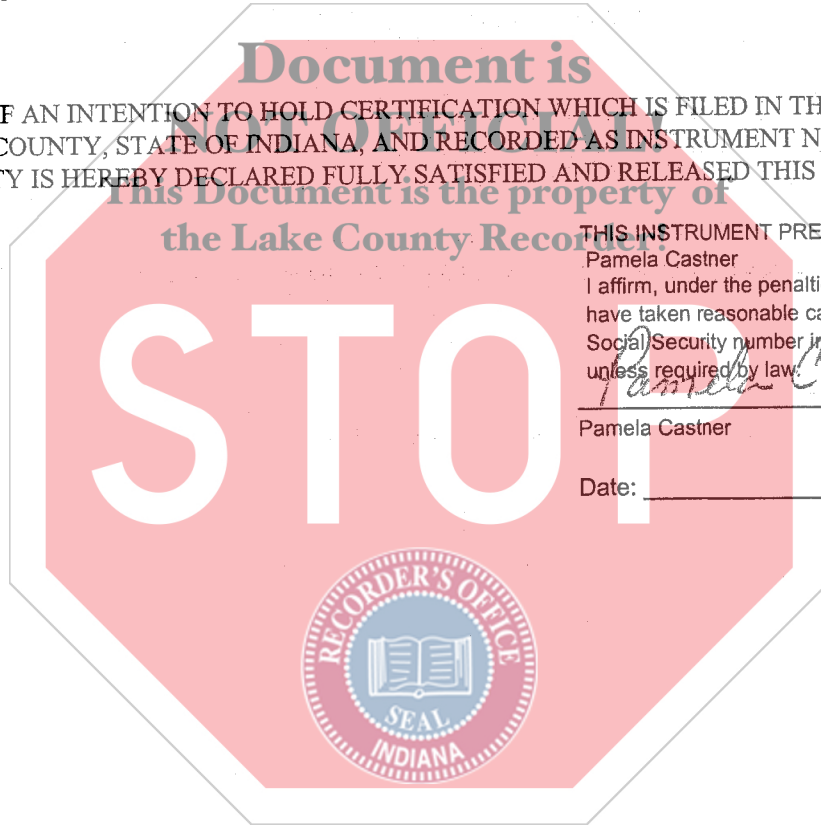 Document is
F AN INTENTION TO HOLD CERTIFICATION WHICH IS FILED IN TH
NOT OFFICIAL!
COUNTY, STATE OF INDIANA, AND RECORDED AS INSTRUMENT N
TY IS HEREBY DECLARED FULLY SATISFIED AND RELEASED THIS
This Document is the property of
the Lake County Recorder!
THIS INSTRUMENT PRE
Pamela Castner
I affirm, under the penalti
have taken reasonable ca
Social Security number in
unless required by law.
Pamela C
Pamela Castner
Date:
STOP
RECORDER'S OFFICE
SEAL
INDIANA